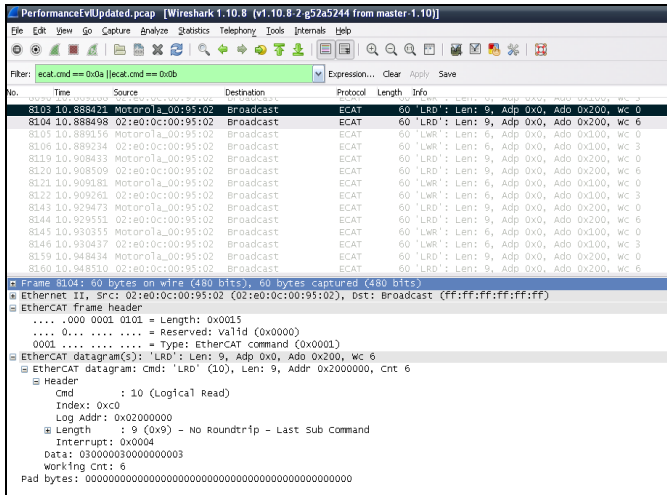 PerformanceEvlUpdated.pcap [Wireshark 1.10.8 (v1.10.8-2-g52a5244 from master-1.10)]
File Edit View Go Capture Analyze Statistics Telephony Tools Internals Help
Filter: ecat.cmd == 0x0a ||ecat.cmd == 0x0b Expression... Clear Apply Save
No. Time Source Destination Protocol Length Info
8103 10.888421 Motorola_00:95:02 Broadcast ECAT 60 'LRD': Len: 9, Adp 0x0, Ado 0x200, Wc 0
8104 10.888498 02:e0:0c:00:95:02 Broadcast ECAT 60 'LRD': Len: 9, Adp 0x0, Ado 0x200, Wc 6
8105 10.889156 Motorola_00:95:02 Broadcast ECAT 60 'LWR': Len: 6, Adp 0x0, Ado 0x100, Wc 0
8106 10.889234 02:e0:0c:00:95:02 Broadcast ECAT 60 'LWR': Len: 6, Adp 0x0, Ado 0x100, Wc 3
8119 10.908433 Motorola_00:95:02 Broadcast ECAT 60 'LRD': Len: 9, Adp 0x0, Ado 0x200, Wc 0
8120 10.908509 02:e0:0c:00:95:02 Broadcast ECAT 60 'LRD': Len: 9, Adp 0x0, Ado 0x200, Wc 6
8121 10.909181 Motorola_00:95:02 Broadcast ECAT 60 'LWR': Len: 6, Adp 0x0, Ado 0x100, Wc 0
8122 10.909261 02:e0:0c:00:95:02 Broadcast ECAT 60 'LWR': Len: 6, Adp 0x0, Ado 0x100, Wc 3
8143 10.929473 Motorola_00:95:02 Broadcast ECAT 60 'LRD': Len: 9, Adp 0x0, Ado 0x200, Wc 0
8144 10.929551 02:e0:0c:00:95:02 Broadcast ECAT 60 'LRD': Len: 9, Adp 0x0, Ado 0x200, Wc 6
8145 10.930355 Motorola_00:95:02 Broadcast ECAT 60 'LWR': Len: 6, Adp 0x0, Ado 0x100, Wc 0
8146 10.930437 02:e0:0c:00:95:02 Broadcast ECAT 60 'LWR': Len: 6, Adp 0x0, Ado 0x100, Wc 3
8159 10.948434 Motorola_00:95:02 Broadcast ECAT 60 'LRD': Len: 9, Adp 0x0, Ado 0x200, Wc 0
8160 10.948510 02:e0:0c:00:95:02 Broadcast ECAT 60 'LRD': Len: 9, Adp 0x0, Ado 0x200, Wc 6
Frame 8104: 60 bytes on wire (480 bits), 60 bytes captured (480 bits)
Ethernet II, Src: 02:e0:0c:00:95:02 (02:e0:0c:00:95:02), Dst: Broadcast (ff:ff:ff:ff:ff:ff)
EtherCAT frame header
.... .000 0001 0101 = Length: 0x0015
.... 0... .... .... = Reserved: Valid (0x0000)
0001 .... .... .... = Type: EtherCAT command (0x0001)
EtherCAT datagram(s): 'LRD': Len: 9, Adp 0x0, Ado 0x200, Wc 6
EtherCAT datagram: Cmd: 'LRD' (10), Len: 9, Addr 0x2000000, Cnt 6
Header
Cmd : 10 (Logical Read)
Index: 0xc0
Log Addr: 0x02000000
Length : 9 (0x9) - No Roundtrip - Last Sub Command
Interrupt: 0x0004
Data: 030000030000000003
Working Cnt: 6